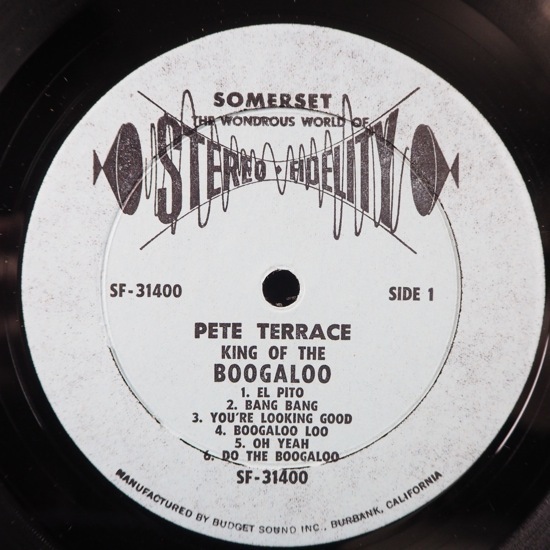 SOMERSET
THE WONDROUS WORLD OF
STEREO • FIDELITY
SF-31400
SIDE 1
PETE TERRACE
KING OF THE
BOOGALOO
1. EL PITO
2. BANG BANG
3. YOU'RE LOOKING GOOD
4. BOOGALOO LOO
5. OH YEAH
6. DO THE BOOGALOO
SF-31400
MANUFACTURED BY BUDGET SOUND INC., BURBANK, CALIFORNIA